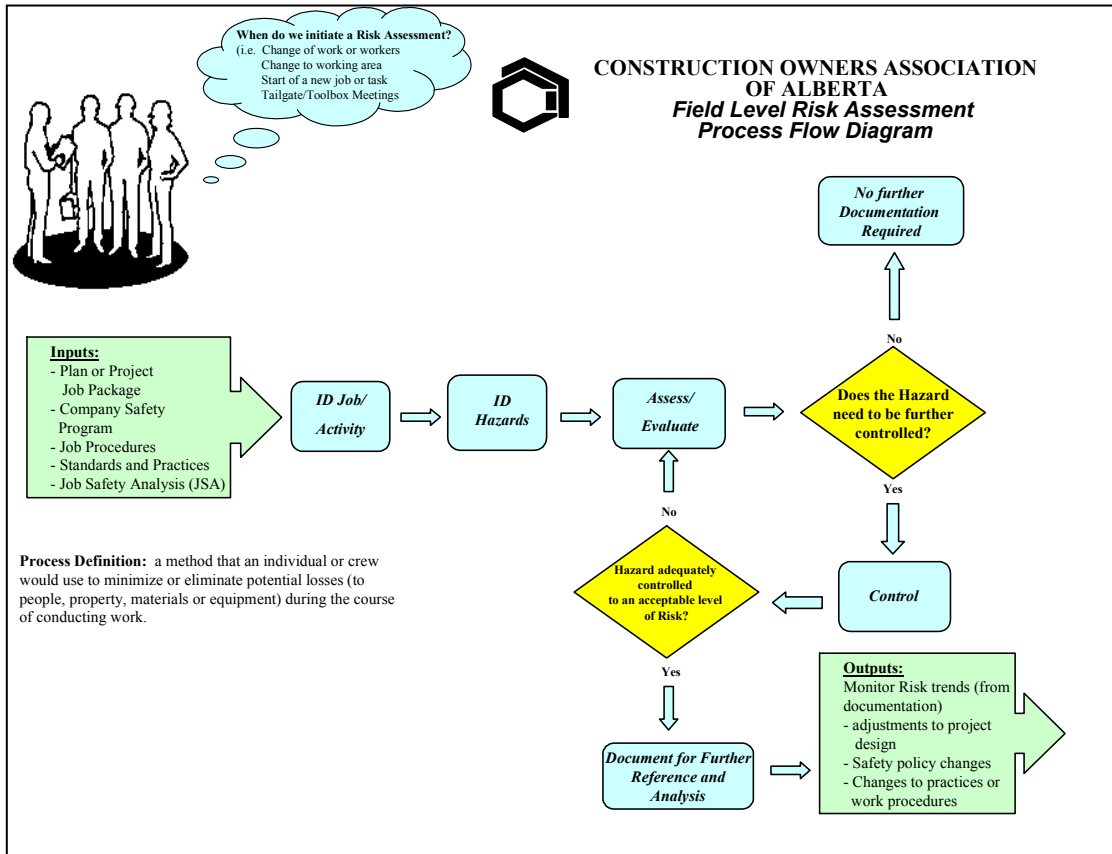 When do we initiate a Risk Assessment?
(i.e. Change of work or workers
Change to working area
Start of a new job or task
Tailgate/Toolbox Meetings
CONSTRUCTION OWNERS ASSOCIATION
OF ALBERTA
Field Level Risk Assessment
Process Flow Diagram
No further
Documentation
Required
No
Inputs:
- Plan or Project
Job Package
- Company Safety
Program
- Job Procedures
- Standards and Practices
- Job Safety Analysis (JSA)
ID Job/
Activity
ID
Hazards
Assess/
Evaluate
Does the Hazard
need to be further
controlled?
Yes
No
Process Definition: a method that an individual or crew
would use to minimize or eliminate potential losses (to
people, property, materials or equipment) during the course
of conducting work.
Hazard adequately
controlled
to an acceptable level
of Risk?
Control
Yes
Document for Further
Reference and
Analysis
Outputs:
Monitor Risk trends (from
documentation)
- adjustments to project
design
- Safety policy changes
- Changes to practices or
work procedures